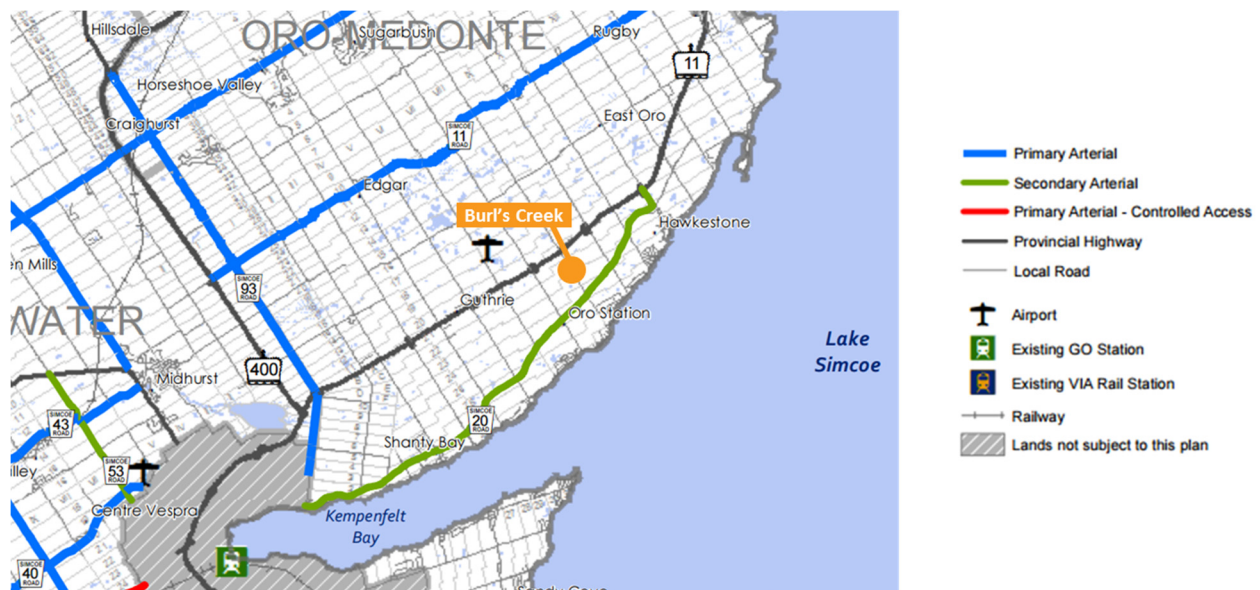 Hillsdale
ORO-MEDONTE
Sugarbush
Rugby
11
Horseshoe Valley
Craighurst
East Oro
SIMCOE
11
ROAD
Edgar
Burl's Creek
Hawkestone
en Mills
SIMCOE
93
ROAD
Guthrie
Oro Station
WATER
Lake
Simcoe
400
Midhurst
SIMCOE
43
ROAD
SIMCOE
20
ROAD
Shanty Bay
lley
SIMCOE
53
ROAD
Centre Vespra
Kempenfelt
Bay
SIMCOE
40
ROAD
Primary Arterial
Secondary Arterial
Primary Arterial - Controlled Access
Provincial Highway
Local Road
Airport
Existing GO Station
Existing VIA Rail Station
Railway
Lands not subject to this plan